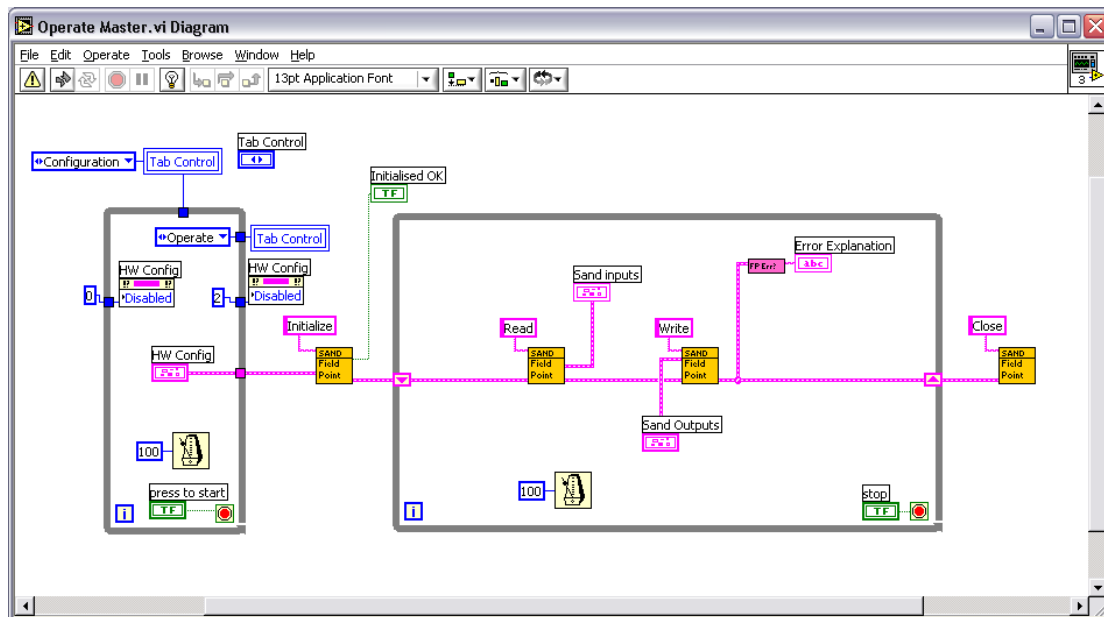 Operate Master.vi Diagram
File Edit Operate Tools Browse Window Help
13pt Application Font
3
Tab Control
Configuration
Tab Control
Initialised OK
TF
Operate
Tab Control
HW Config
Disabled
0
HW Config
Disabled
2
Error Explanation
FP Err?
abc
Sand inputs
Initialize
Read
Write
Close
SAND
Field
Point
SAND
Field
Point
SAND
Field
Point
SAND
Field
Point
HW Config
Sand Outputs
100
100
press to start
TF
i
i
stop
TF